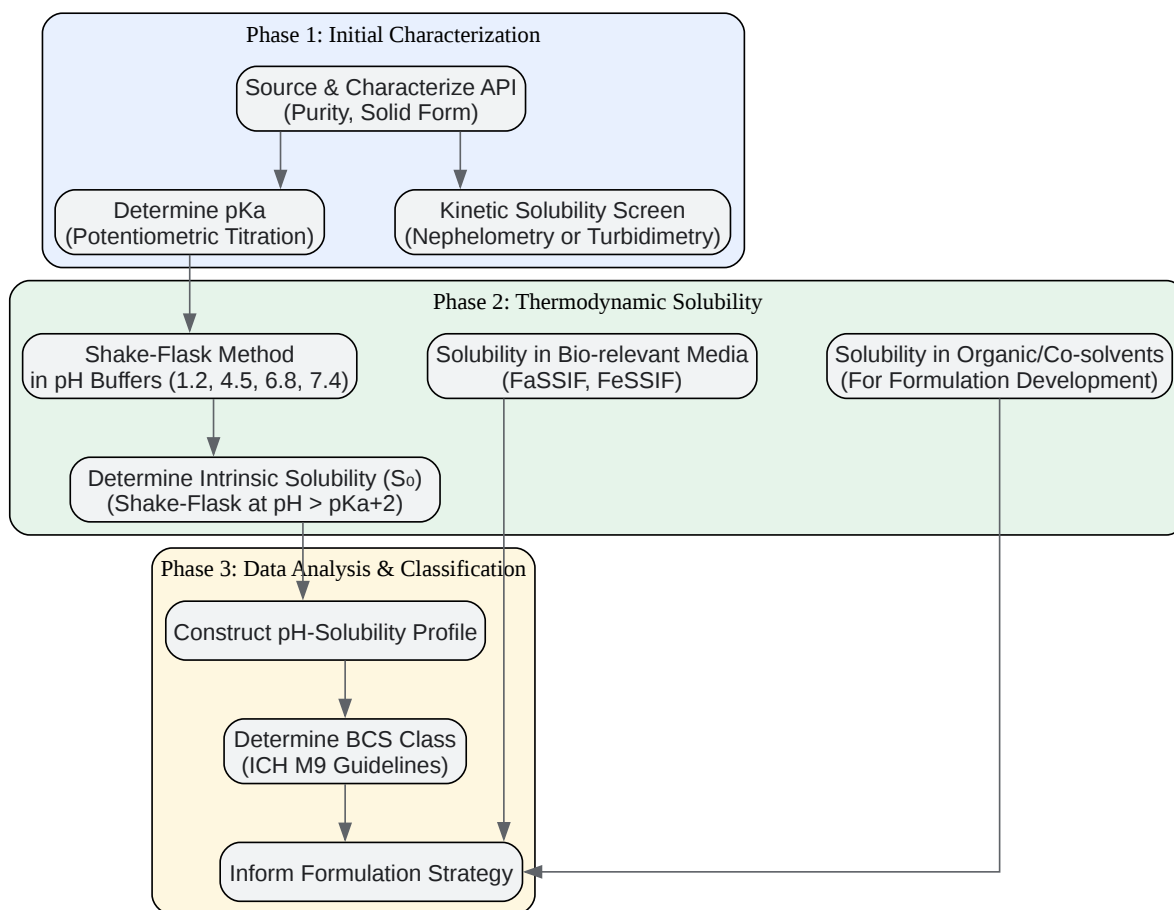 Phase 1: Initial Characterization
Source & Characterize API
(Purity, Solid Form)
Determine pKa
(Potentiometric Titration)
Kinetic Solubility Screen
(Nephelometry or Turbidimetry)
Phase 2: Thermodynamic Solubility
Shake-Flask Method
in pH Buffers (1.2, 4.5, 6.8, 7.4)
Solubility in Bio-relevant Media
(FaSSIF, FeSSIF)
Solubility in Organic/Co-solvents
(For Formulation Development)
Determine Intrinsic Solubility (S₀)
(Shake-Flask at pH > pKa+2)
Phase 3: Data Analysis & Classification
Construct pH-Solubility Profile
Determine BCS Class
(ICH M9 Guidelines)
Inform Formulation Strategy